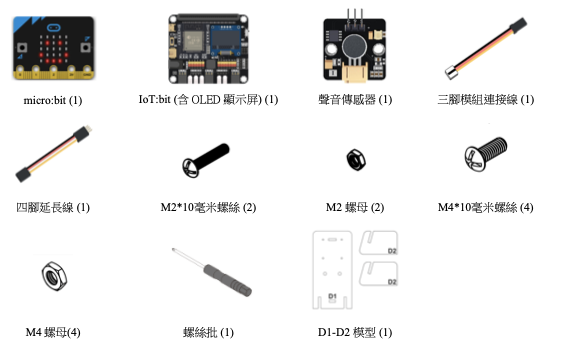 micro:bit (1)
IoT:bit (含 OLED 顯示屏) (1)
聲音傳感器 (1)
三腳模組連接線 (1)
四腳延長線 (1)
M2*10毫米螺絲 (2)
M2 螺母 (2)
M4*10毫米螺絲 (4)
D1
D2
D2
M4 螺母(4)
螺絲批 (1)
D1-D2 模型 (1)